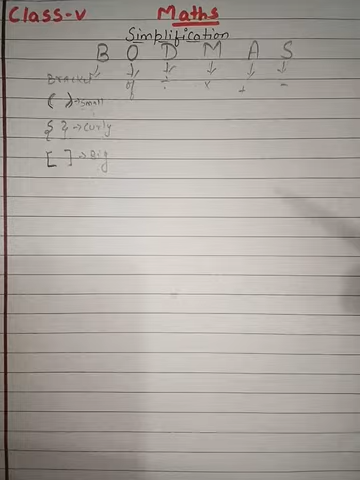 Class-V Maths
Simplification
B O D M A S
↓ ↓ ↓ ↓ ↓ ↓
Bracket of ÷ × + -
( ) → small
{ } → curly
[ ] → Big